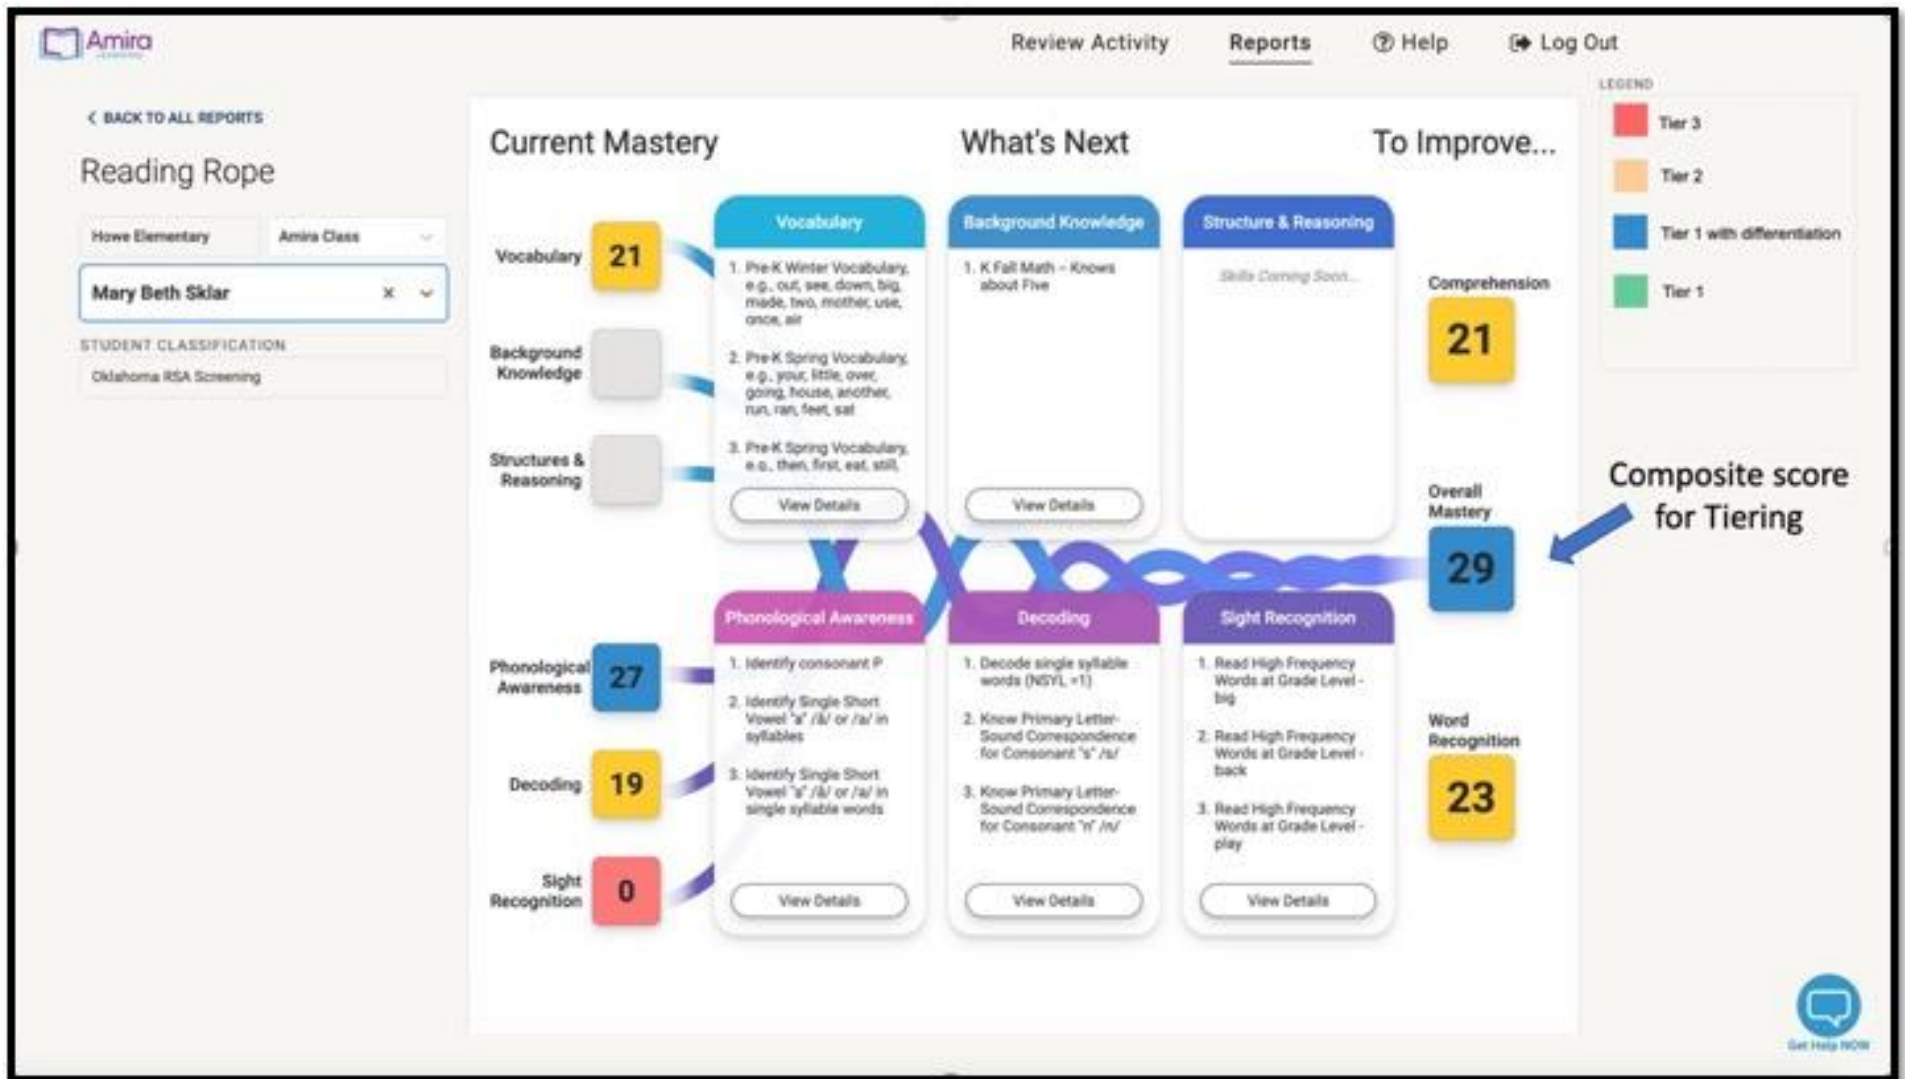 Amira
Review Activity
Reports
Help
Log Out
LEGEND
Tier 3
Tier 2
Tier 1 with differentiation
Tier 1
< BACK TO ALL REPORTS
Reading Rope
Howe Elementary
Amira Class
Mary Beth Sklar
STUDENT CLASSIFICATION
Oklahoma RSA Screening
Current Mastery
What's Next
To Improve...
Vocabulary
21
Background
Knowledge
Structures &
Reasoning
Phonological
Awareness
27
Decoding
19
Sight
Recognition
0
Vocabulary
1. Pre-K Winter Vocabulary,
e.g., out, see, down, big,
made, two, mother, use,
once, air
2. Pre-K Spring Vocabulary,
e.g., your, little, over,
going, house, another,
run, ran, feet, sat
3. Pre-K Spring Vocabulary,
e.g., then, first, eat, still,
View Details
Background Knowledge
1. K Fall Math – Knows
about Five
View Details
Structure & Reasoning
Skills Coming Soon...
Phonological Awareness
1. Identify consonant P
2. Identify Single Short
Vowel "a" /ă/ or /a/ in
syllables
3. Identify Single Short
Vowel "a" /ă/ or /a/ in
single syllable words
View Details
Decoding
1. Decode single syllable
words (NSYL =1)
2. Know Primary Letter-
Sound Correspondence
for Consonant "s" /s/
3. Know Primary Letter-
Sound Correspondence
for Consonant "n" /n/
View Details
Sight Recognition
1. Read High Frequency
Words at Grade Level -
big
2. Read High Frequency
Words at Grade Level -
back
3. Read High Frequency
Words at Grade Level -
play
View Details
Comprehension
21
Overall
Mastery
29
Word
Recognition
23
Composite score
for Tiering
Get Help NOW